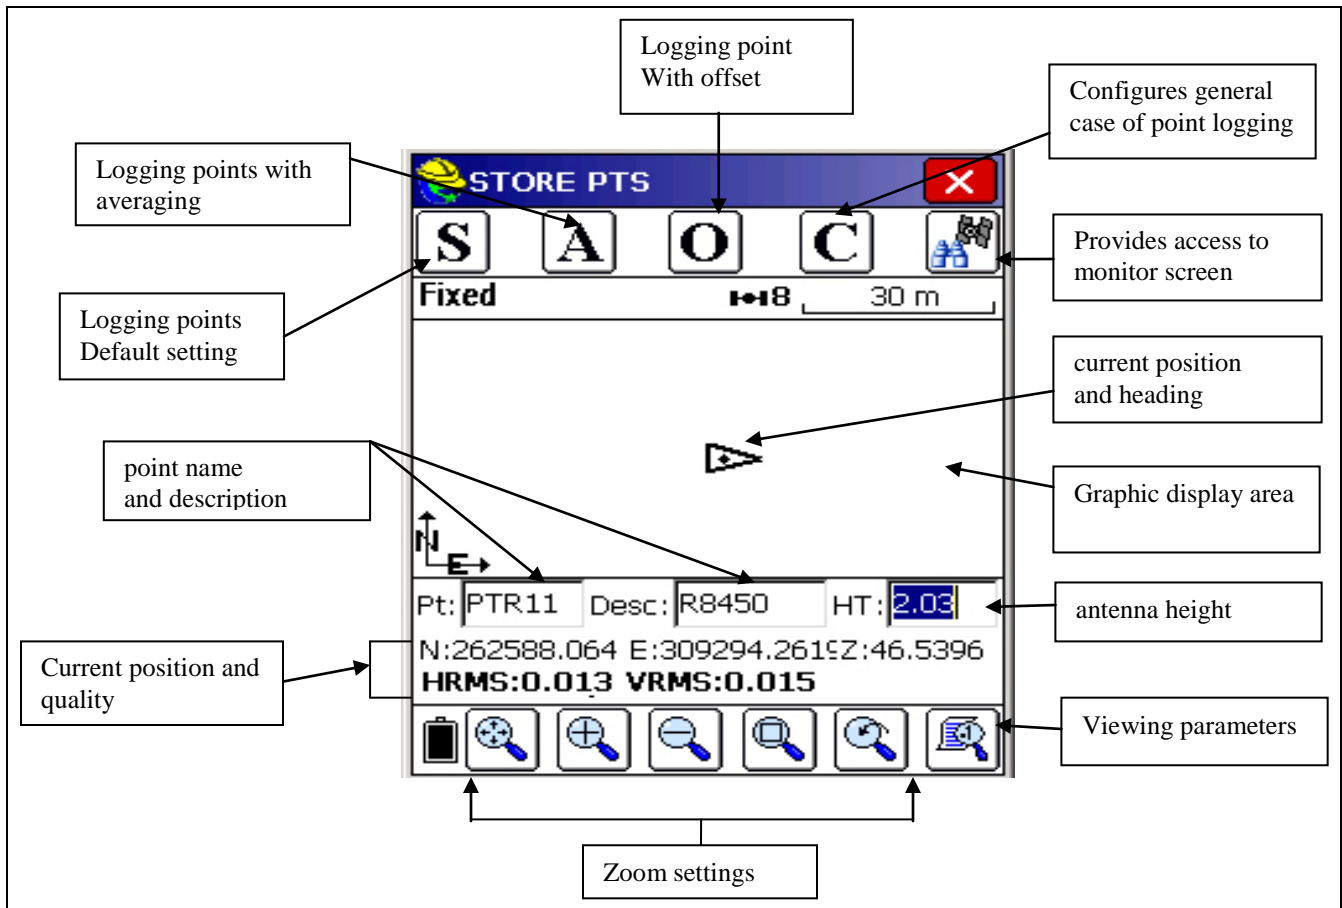 Logging point
With offset
Configures general
case of point logging
Logging points with
averaging
STORE PTS
S A O C
Provides access to
monitor screen
Fixed 8 30 m
Logging points
Default setting
current position
and heading
point name
and description
Graphic display area
N
E
Pt: PTR11 Desc: R8450 HT: 2.03
antenna height
N:262588.064 E:309294.2619Z:46.5396
HRMS:0.013 VRMS:0.015
Current position and
quality
Viewing parameters
Zoom settings